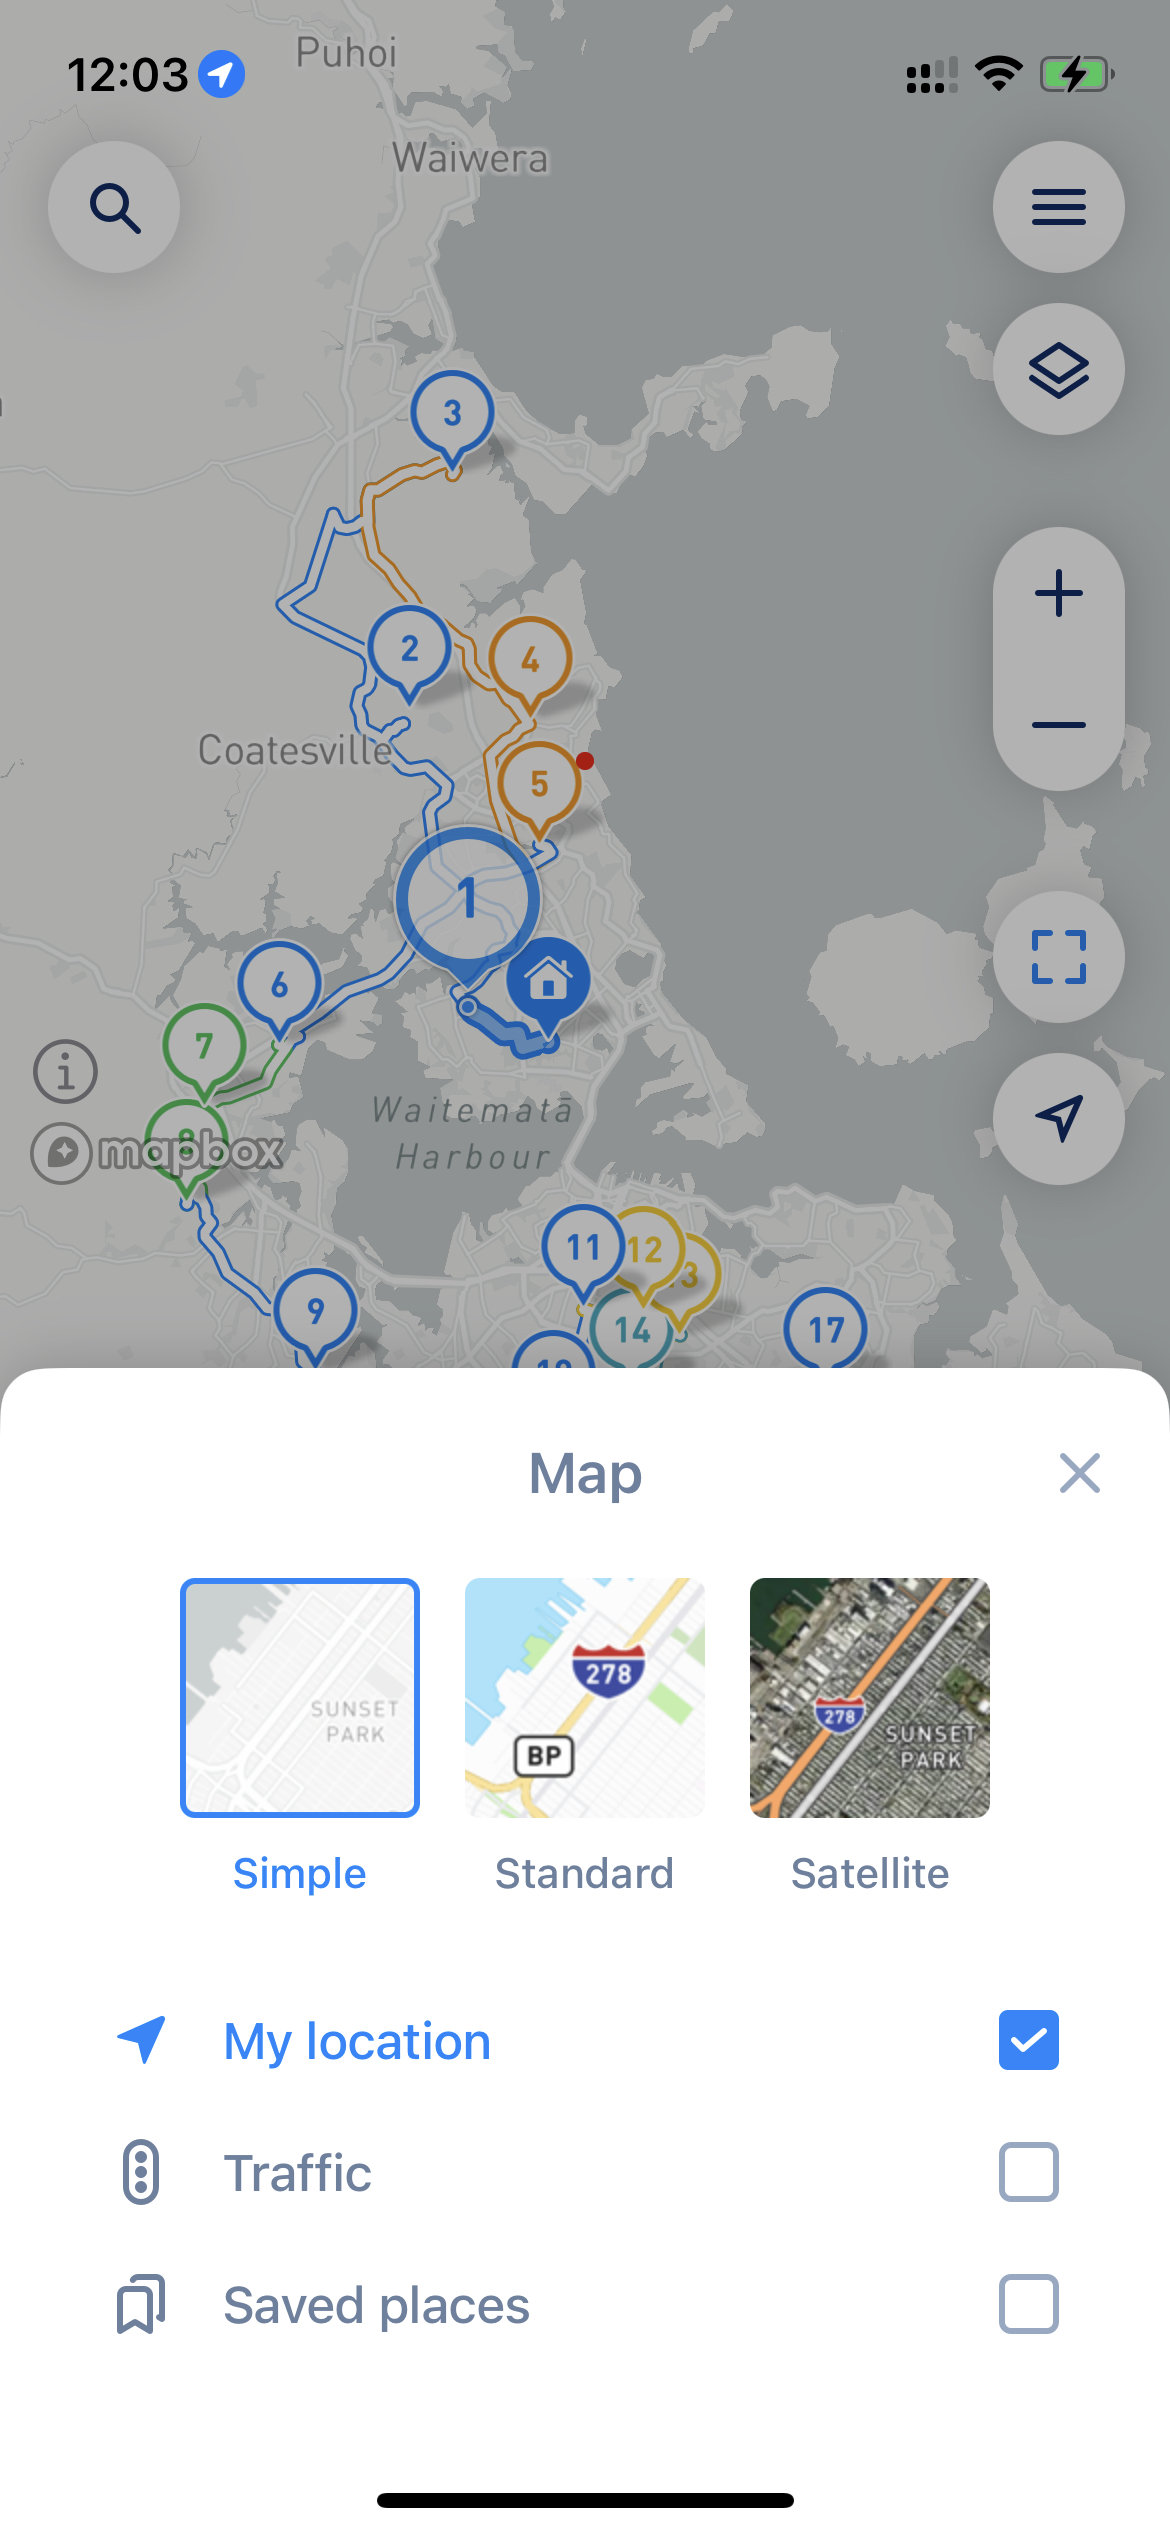 Puhoi
12:03
Waiwera
3
2
4
Coatesville
5
1
6
7
8
mapbox
Waitematā
Harbour
11
12
14
17
9
Map
SUNSET
PARK
278
BP
278
SUNSET
PARK
Simple
Standard
Satellite
My location
Traffic
Saved places